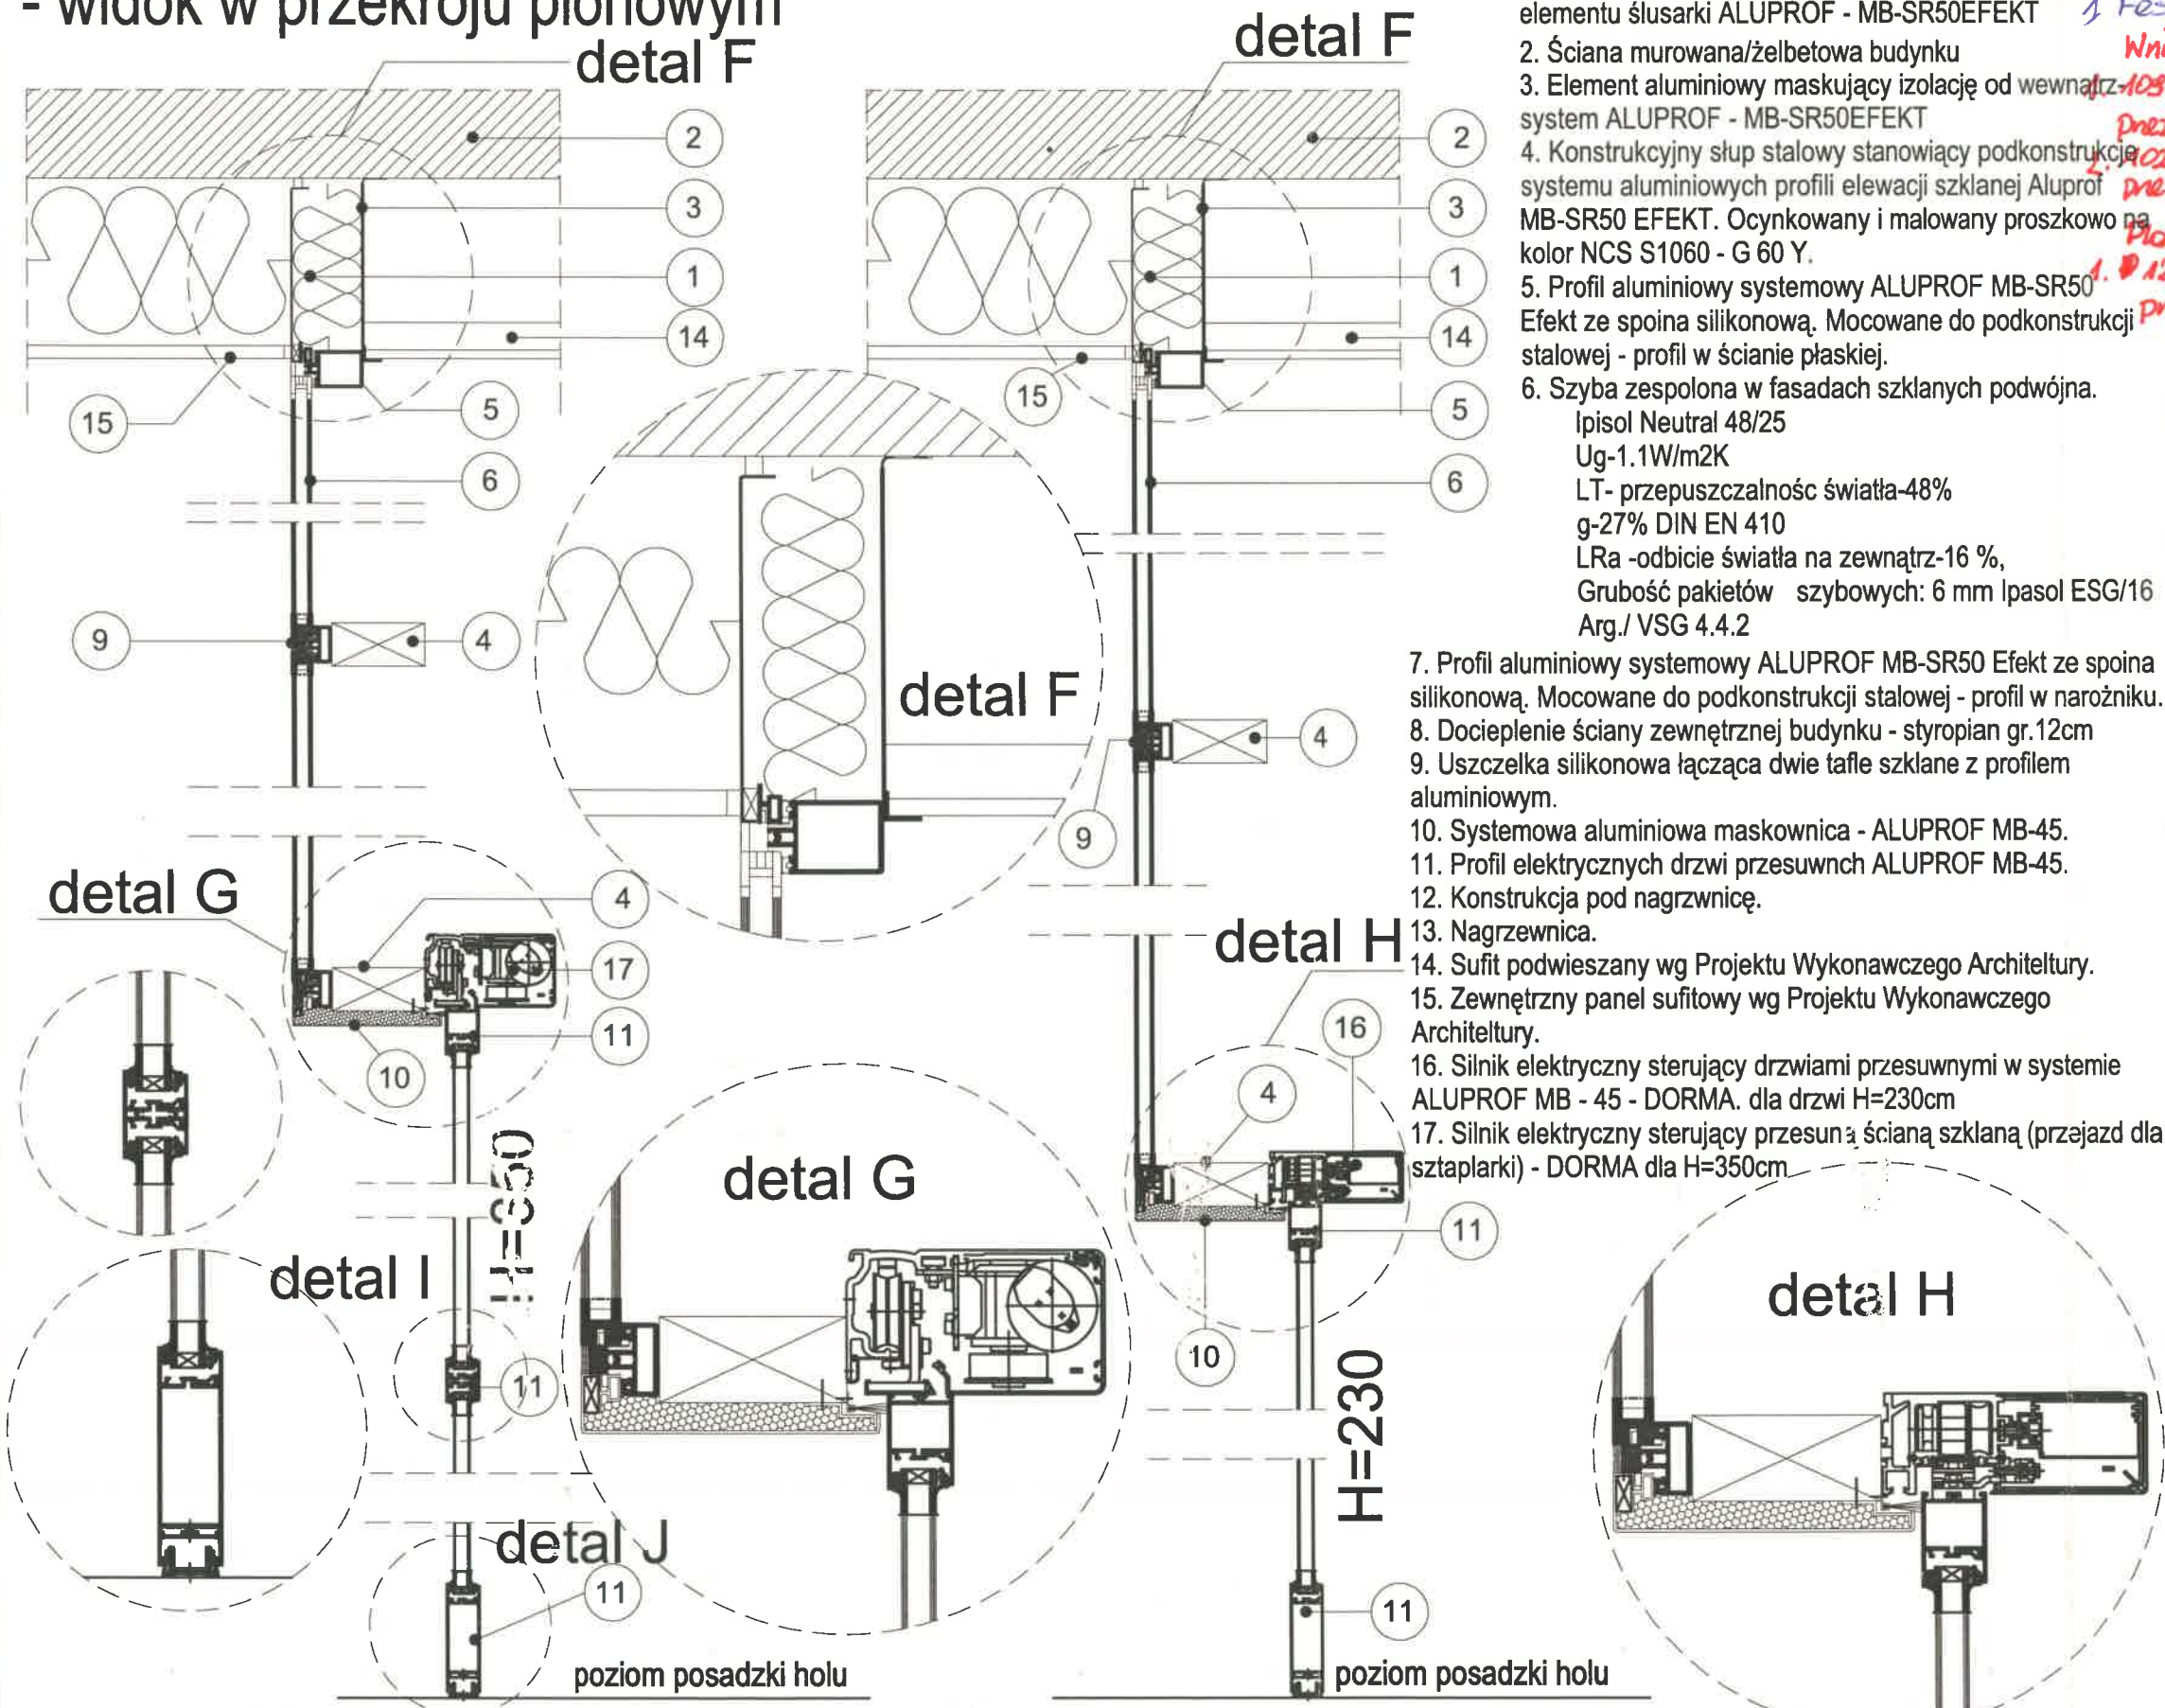 - widok w przekroju pionowym
detal F
2
3
1
14
15
5
6
9
4
detal G
4
17
11
10
detal I
11
detal J
11
poziom posadzki holu
detal F
detal G
detal F
2
3
1
14
15
5
6
4
9
detal H
16
4
11
10
H=230
11
poziom posadzki holu
detal H
elementu ślusarki ALUPROF - MB-SR50EFEKT
2. Ściana murowana/żelbetowa budynku
3. Element aluminiowy maskujący izolację od wewnątrz-
system ALUPROF - MB-SR50EFEKT
4. Konstrukcyjny słup stalowy stanowiący podkonstrukcję
systemu aluminiowych profili elewacji szklanej Aluprof
MB-SR50 EFEKT. Ocynkowany i malowany proszkowo na
kolor NCS S1060 - G 60 Y.
5. Profil aluminiowy systemowy ALUPROF MB-SR50
Efekt ze spoina silikonową. Mocowane do podkonstrukcji
stalowej - profil w ścianie płaskiej.
6. Szyba zespolona w fasadach szklanych podwójna.
Ipisol Neutral 48/25
Ug-1.1W/m2K
LT- przepuszczalnośc światła-48%
g-27% DIN EN 410
LRa -odbicie światła na zewnątrz-16 %,
Grubość pakietów szybowych: 6 mm Ipasol ESG/16
Arg./ VSG 4.4.2
7. Profil aluminiowy systemowy ALUPROF MB-SR50 Efekt ze spoina
silikonową. Mocowane do podkonstrukcji stalowej - profil w narożniku.
8. Docieplenie ściany zewnętrznej budynku - styropian gr.12cm
9. Uszczelka silikonowa łącząca dwie tafle szklane z profilem
aluminiowym.
10. Systemowa aluminiowa maskownica - ALUPROF MB-45.
11. Profil elektrycznych drzwi przesuwnch ALUPROF MB-45.
12. Konstrukcja pod nagrzwnicę.
13. Nagrzewnica.
14. Sufit podwieszany wg Projektu Wykonawczego Architeltury.
15. Zewnętrzny panel sufitowy wg Projektu Wykonawczego
Architeltury.
16. Silnik elektryczny sterujący drzwiami przesuwnymi w systemie
ALUPROF MB - 45 - DORMA. dla drzwi H=230cm
17. Silnik elektryczny sterujący przesuną ścianą szklaną (przejazd dla
sztaplarki) - DORMA dla H=350cm